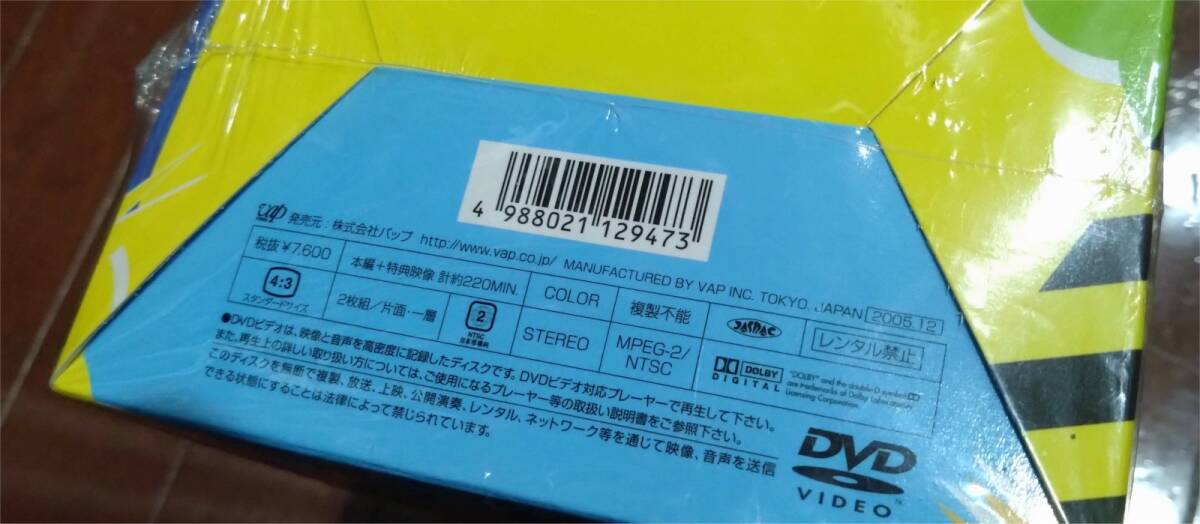 4 988021 129473
vap 発売元：株式会社バップ http://www.vap.co.jp/ MANUFACTURED BY VAP INC. TOKYO, JAPAN 2005.12
税抜¥7,600 本編＋特典映像 計約220MIN. COLOR 複製不能 JASRAC レンタル禁止
4:3 スタンダードサイズ 2枚組／片面・一層 2 NTSC 日本市場向 STEREO MPEG-2/NTSC DOLBY DIGITAL
"DOLBY" and the double-D symbol
are trademarks of Dolby Laboratories
Licensing Corporation.
●DVDビデオは、映像と音声を高密度に記録したディスクです。DVDビデオ対応プレーヤーで再生して下さい。
また、再生上の詳しい取り扱い方については、ご使用になるプレーヤー等の取扱い説明書をご参照下さい。
このディスクを無断で複製、放送、上映、公開演奏、レンタル、ネットワーク等を通じて映像、音声を送信
できる状態にすることは法律によって禁じられています。
DVD
VIDEO™